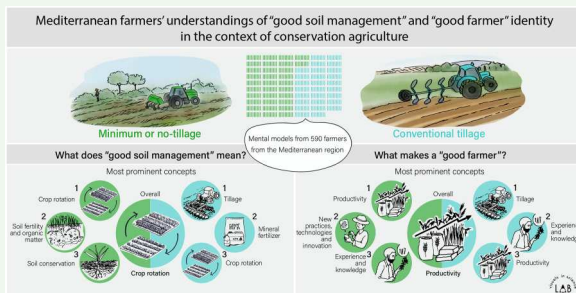 Mediterranean farmers' understandings of "good soil management" and "good farmer" identity
in the context of conservation agriculture
Minimum or no-tillage
Mental models from 590 farmers
from the Mediterranean region
Conventional tillage
What does "good soil management" mean?
Most prominent concepts
1
Crop rotation
2
Soil fertility
and organic
matter
3
Soil conservation
Overall
Crop rotation
1
Tillage
2
Mineral
fertilizer
3
Crop rotation
What makes a "good farmer"?
Most prominent concepts
1
Productivity
2
New
practices,
technologies
and
innovation
3
Experience
and
knowledge
Overall
Productivity
1
Tillage
2
Experience
and
knowledge
3
Productivity
LAB